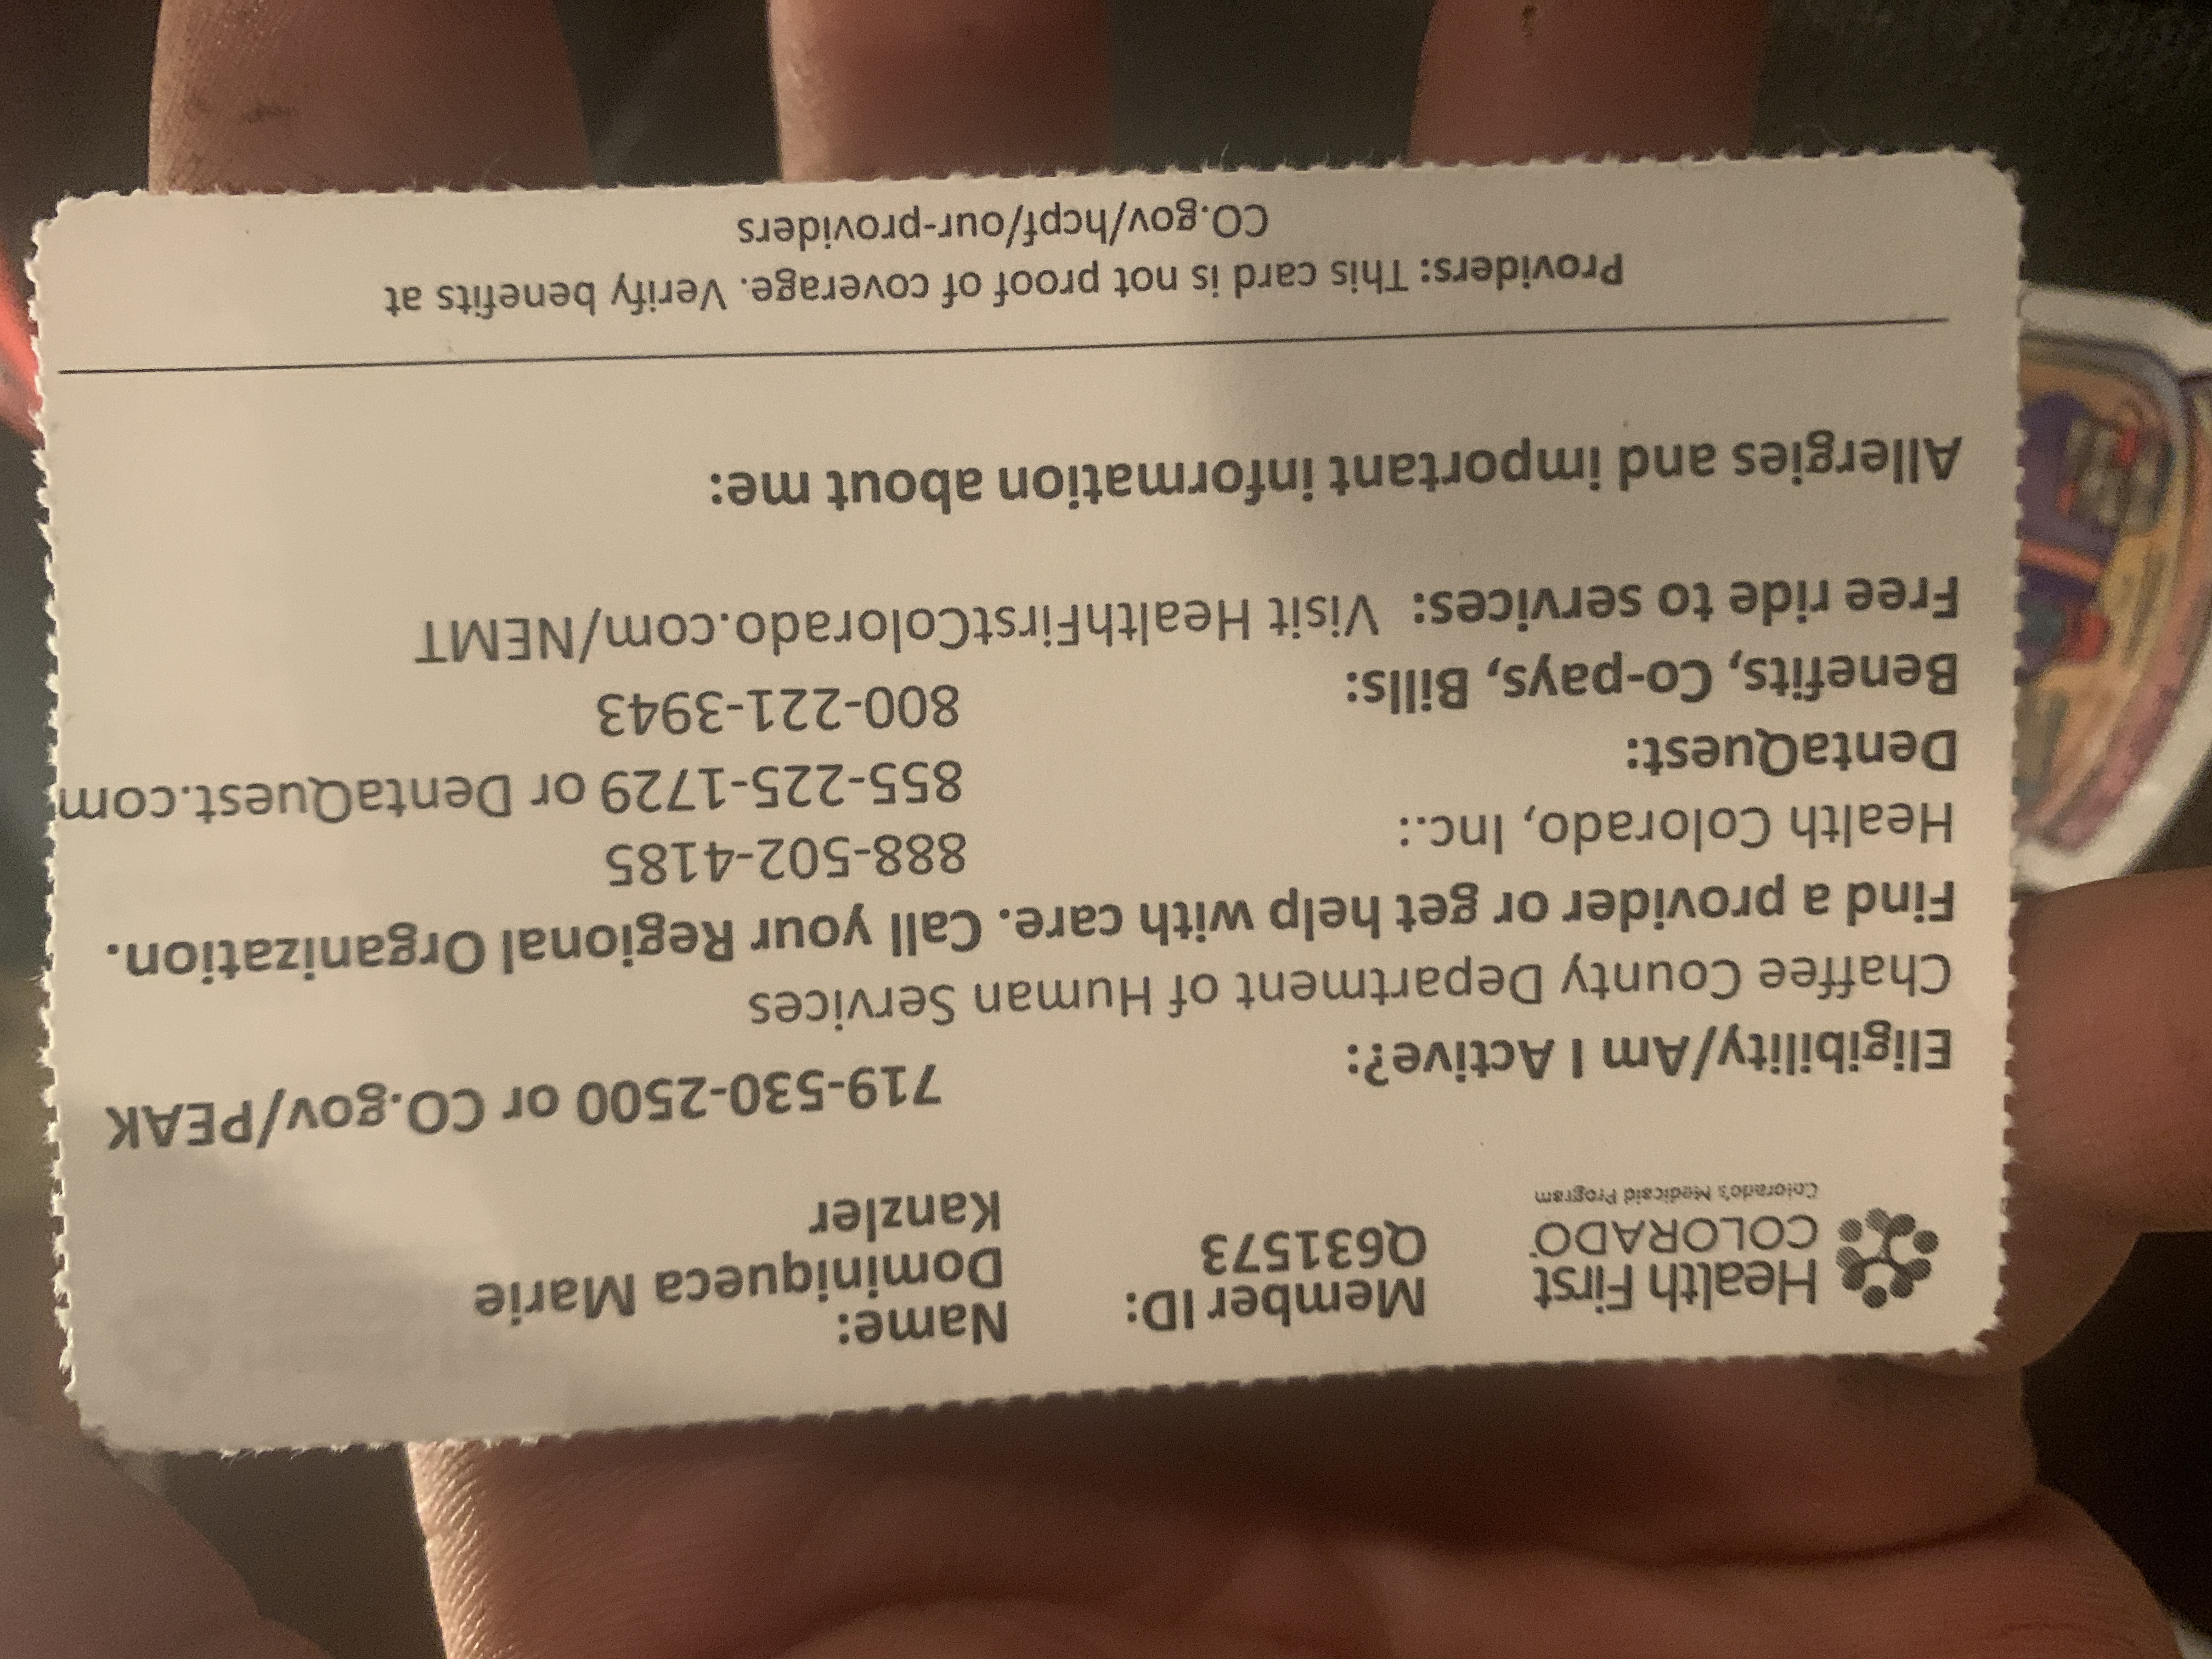 Health First
COLORADO
Colorado's Medicaid Program
Member ID:
Q631573
Name:
Dominiqueca Marie
Kanzler
Eligibility/Am I Active?: 719-530-2500 or CO.gov/PEAK
Chaffee County Department of Human Services
Find a provider or get help with care. Call your Regional Organization.
Health Colorado, Inc.: 888-502-4185
DentaQuest: 855-225-1729 or DentaQuest.com
Benefits, Co-pays, Bills: 800-221-3943
Free ride to services: Visit HealthFirstColorado.com/NEMT
Allergies and important information about me:
Providers: This card is not proof of coverage. Verify benefits at
CO.gov/hcpf/our-providers